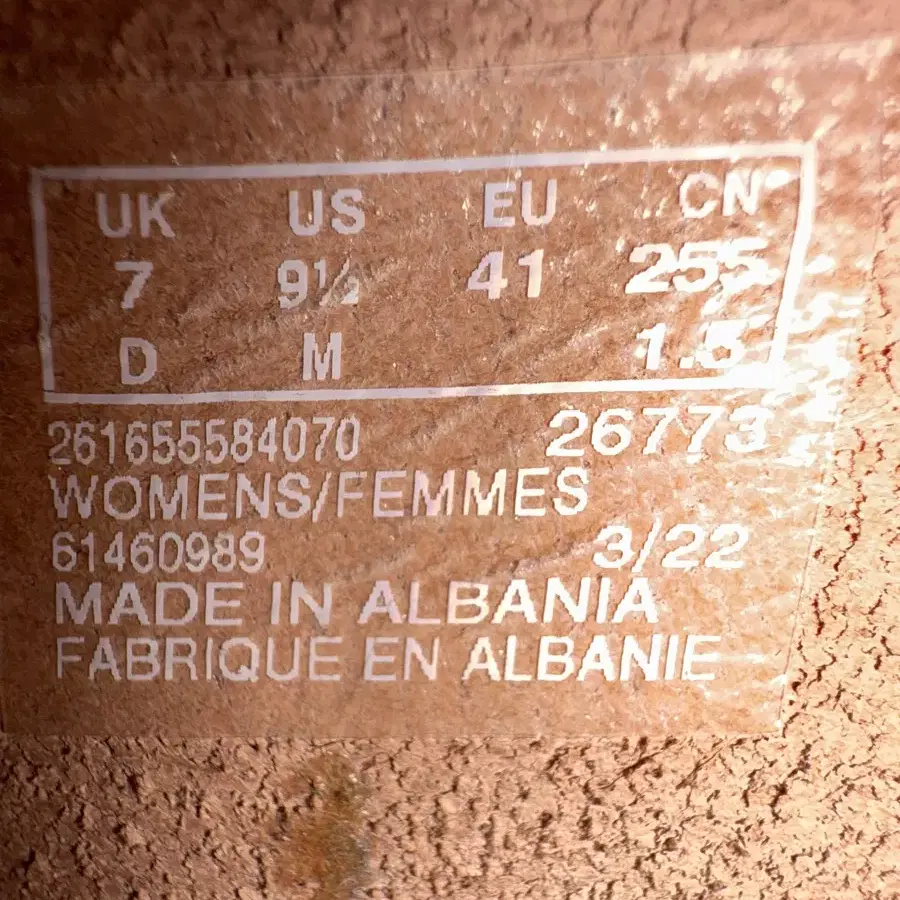 UK US EU CN
7 9½ 41 255
D M 1.5
261655584070 26773
WOMENS/FEMMES
61460989 3/22
MADE IN ALBANIA
FABRIQUE EN ALBANIE